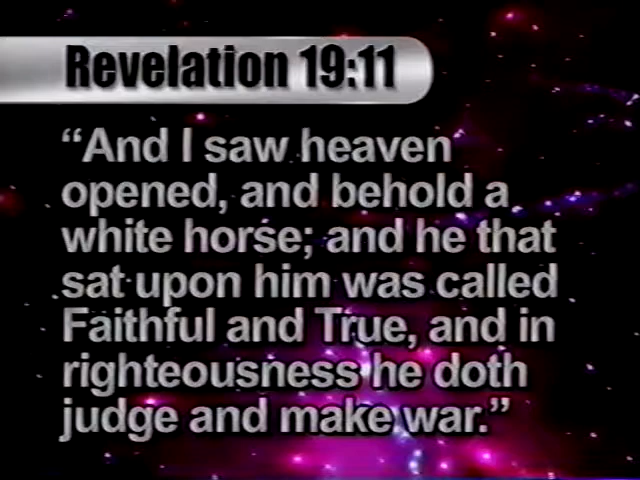 Revelation 19:11
“And I saw heaven
opened, and behold a
white horse; and he that
sat upon him was called
Faithful and True, and in
righteousness he doth
judge and make war.”